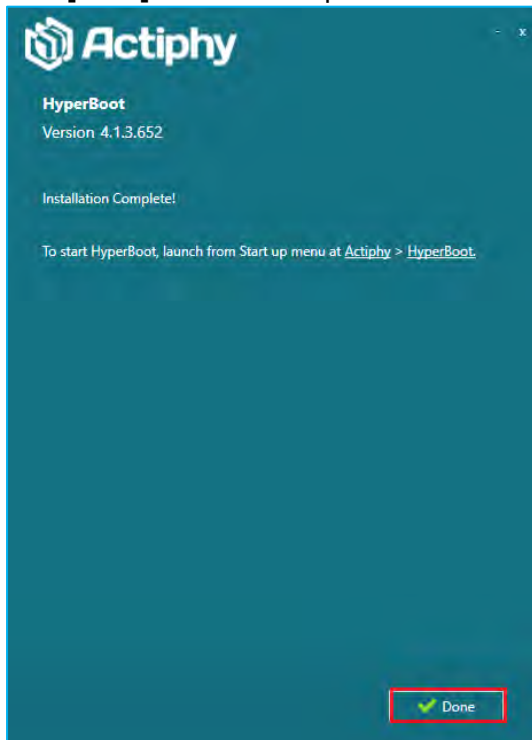 Actiphy
- x
HyperBoot
Version 4.1.3.652
Installation Complete!
To start HyperBoot, launch from Start up menu at Actiphy > HyperBoot.
Done